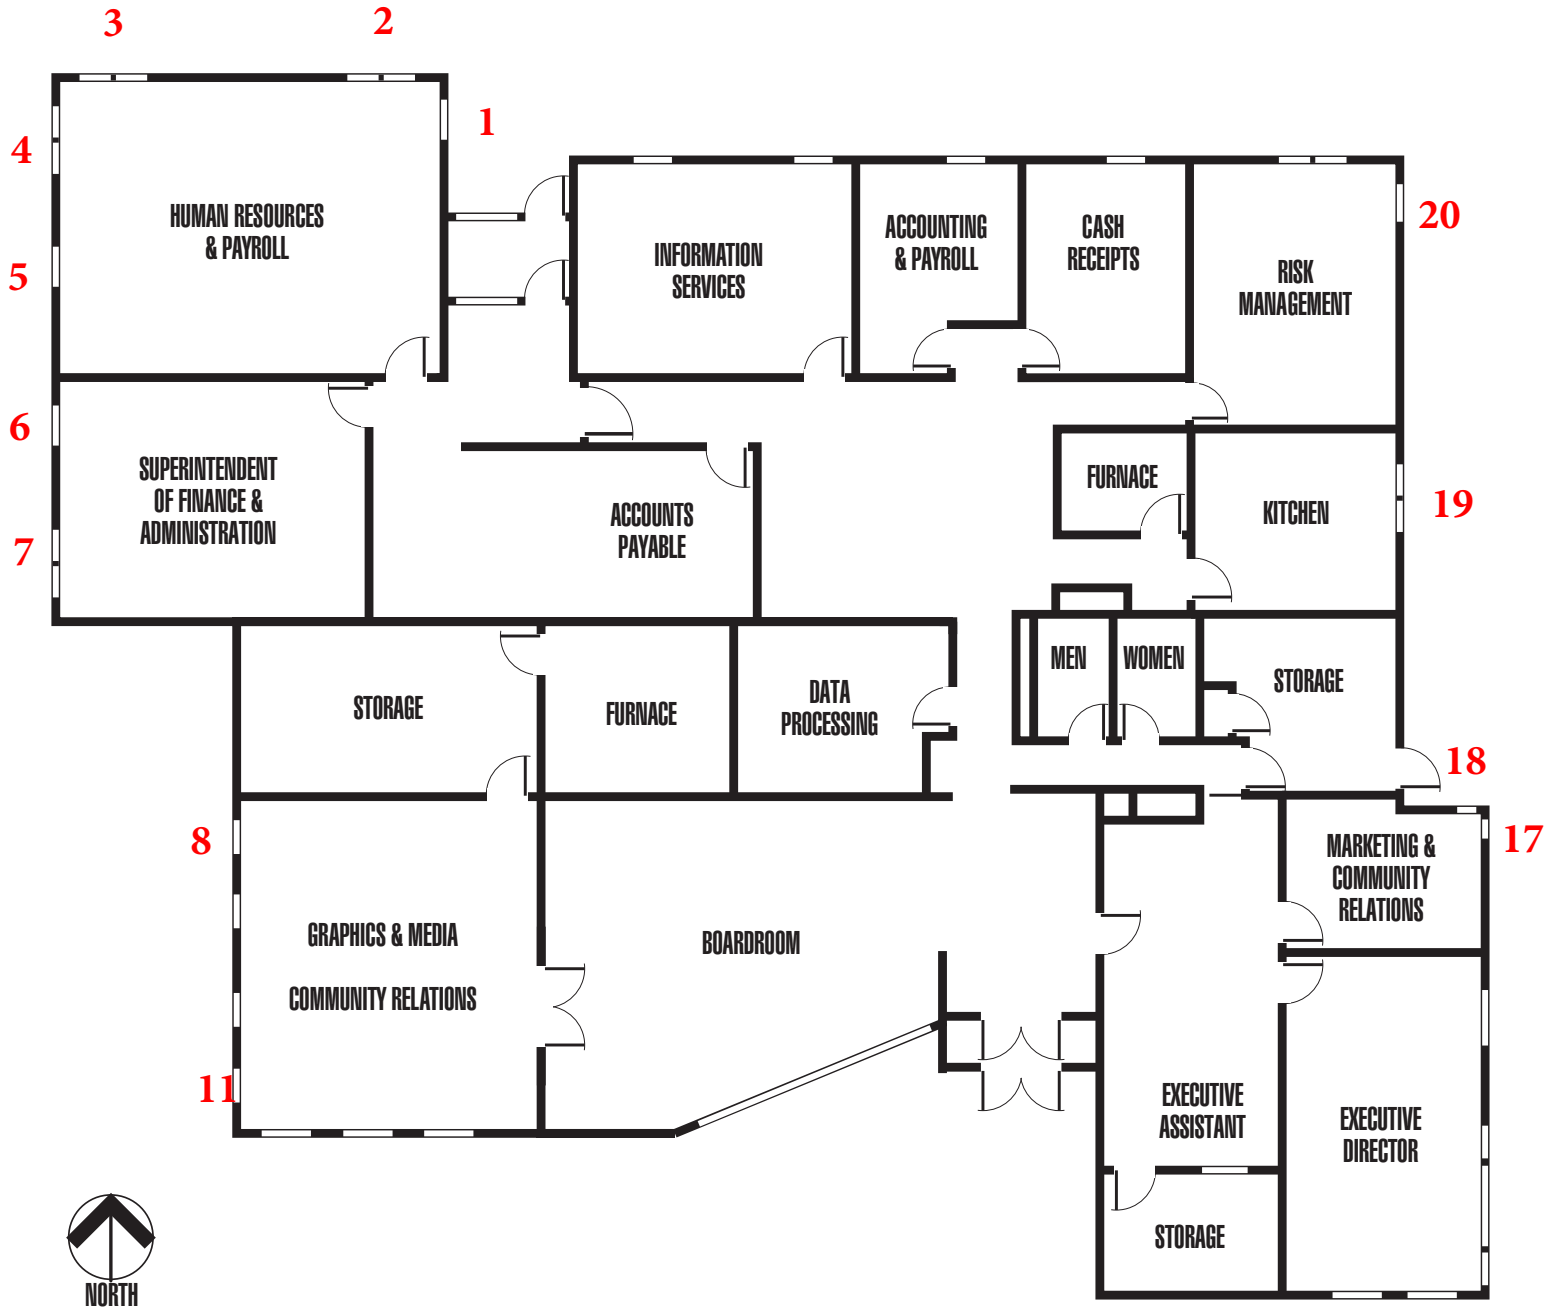 3
2
1
4
HUMAN RESOURCES
& PAYROLL
5
INFORMATION
SERVICES
ACCOUNTING
& PAYROLL
CASH
RECEIPTS
20
RISK
MANAGEMENT
6
SUPERINTENDENT
OF FINANCE &
ADMINISTRATION
7
ACCOUNTS
PAYABLE
FURNACE
KITCHEN
19
STORAGE
FURNACE
DATA
PROCESSING
MEN
WOMEN
STORAGE
18
8
GRAPHICS & MEDIA
COMMUNITY RELATIONS
11
BOARDROOM
MARKETING &
COMMUNITY
RELATIONS
17
EXECUTIVE
ASSISTANT
EXECUTIVE
DIRECTOR
STORAGE
NORTH